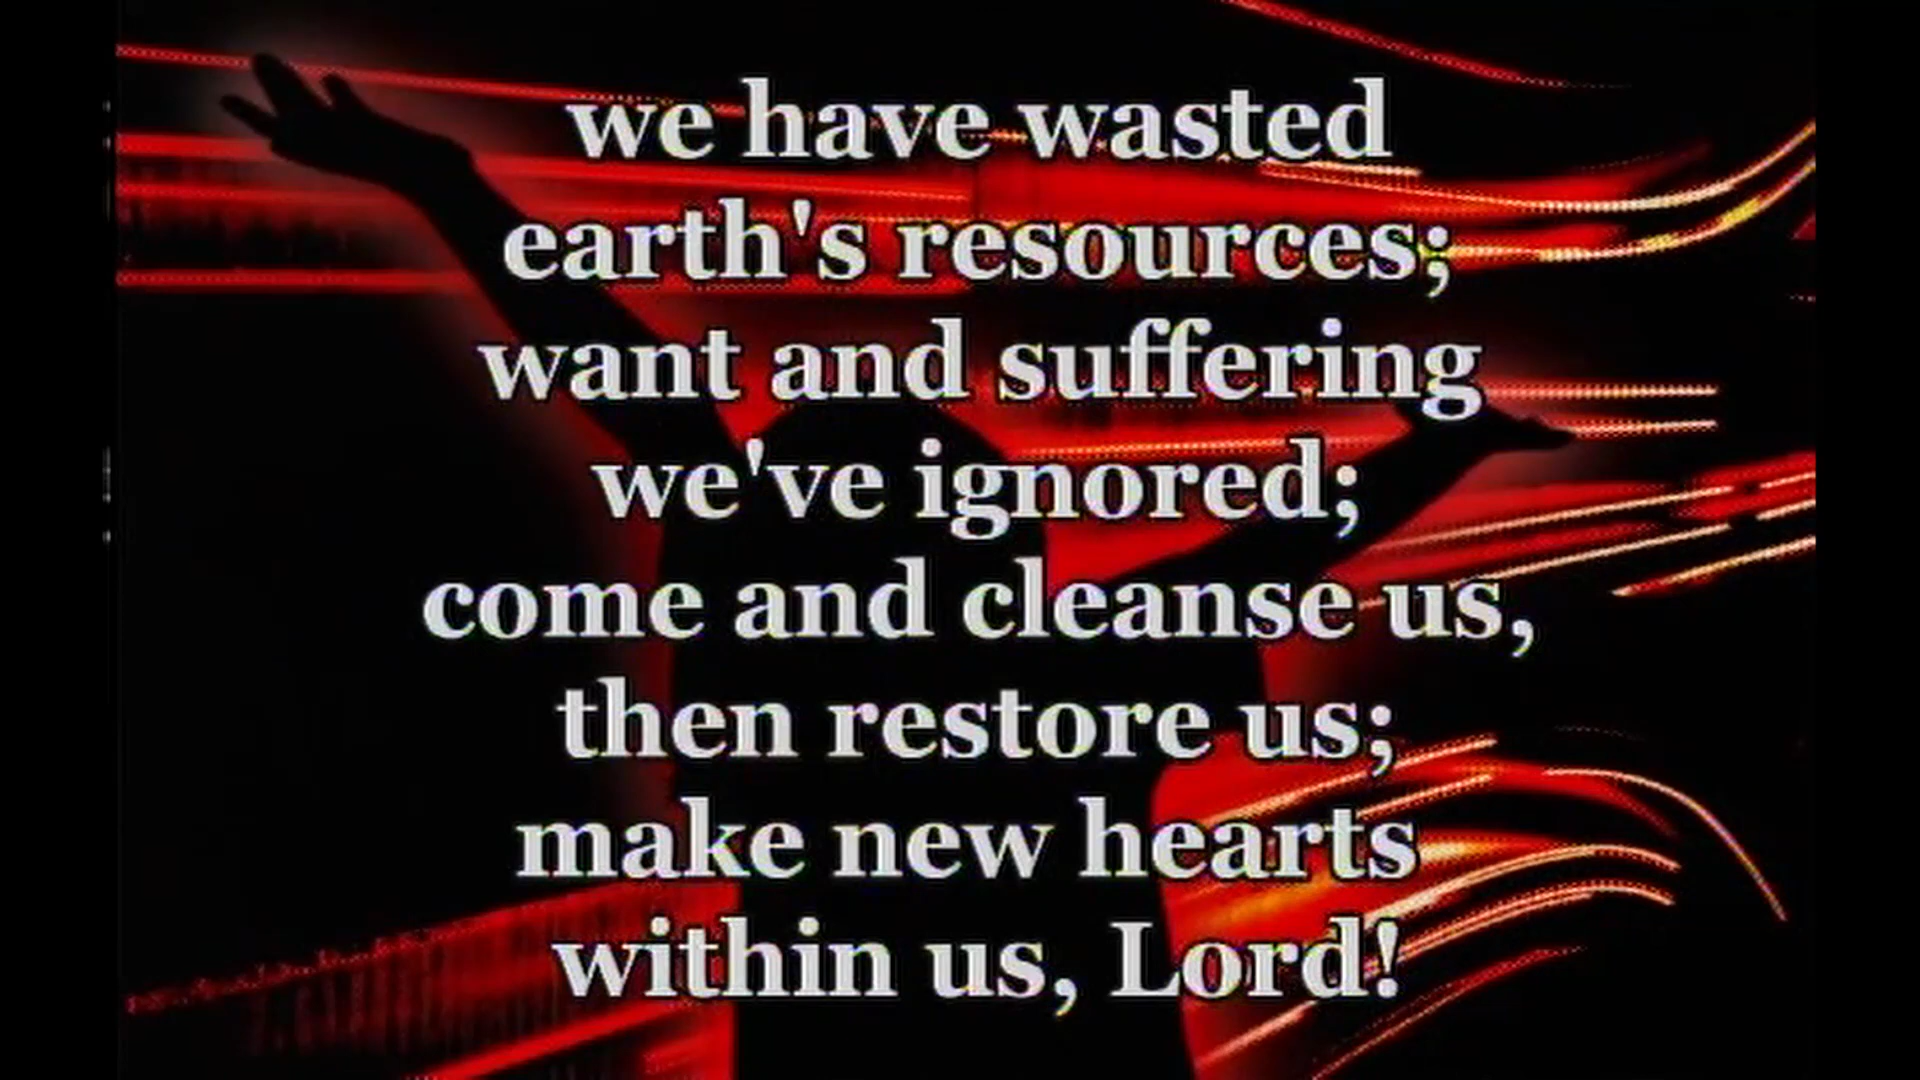 we have wasted
earth's resources;
want and suffering
we've ignored;
come and cleanse us,
then restore us;
make new hearts
within us, Lord!